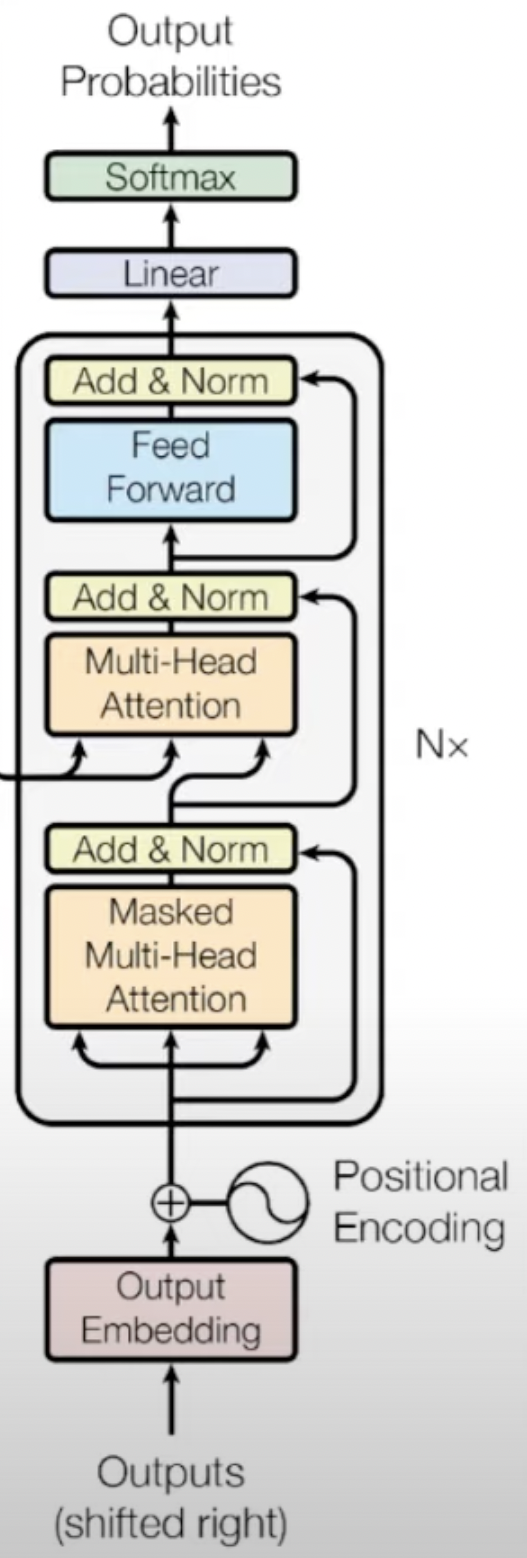 Output
Probabilities
Softmax
Linear
Add & Norm
Feed
Forward
Add & Norm
Multi-Head
Attention
N×
Add & Norm
Masked
Multi-Head
Attention
Positional
Encoding
Output
Embedding
Outputs
(shifted right)